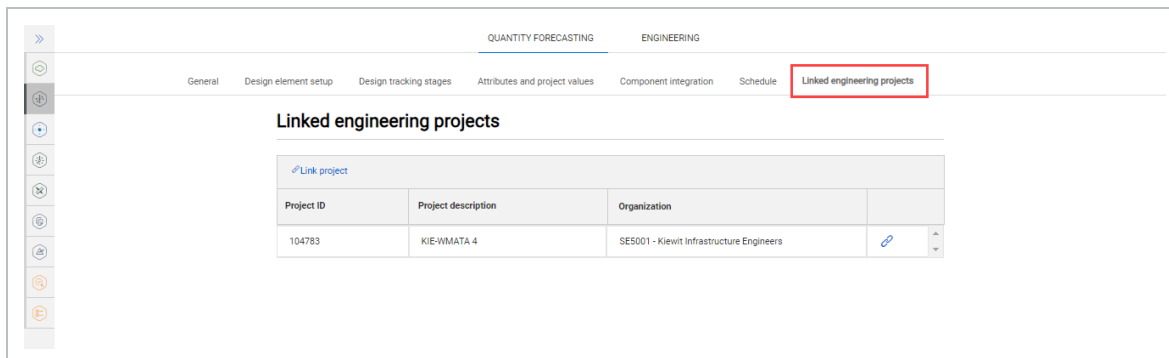 QUANTITY FORECASTING ENGINEERING
General Design element setup Design tracking stages Attributes and project values Component integration Schedule Linked engineering projects
Linked engineering projects
Link project
Project ID Project description Organization
104783 KIE-WMATA 4 SE5001 - Kiewit Infrastructure Engineers